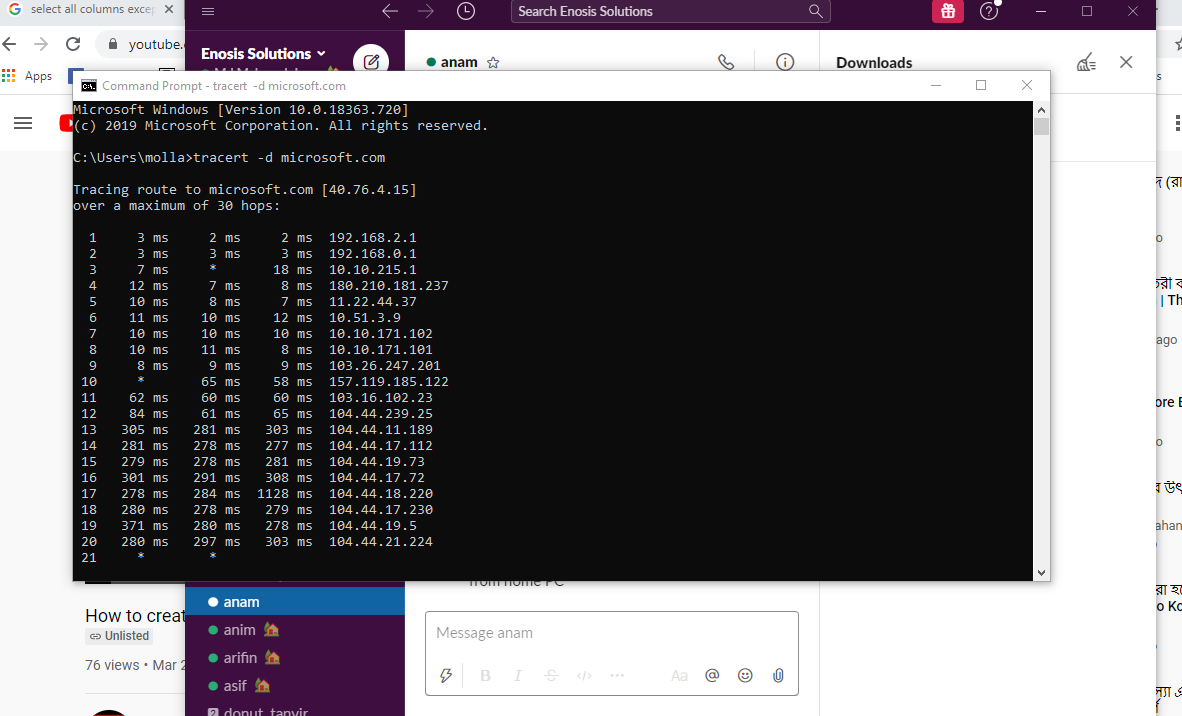 select all columns excep
Search Enosis Solutions
youtube.
Enosis Solutions
anam
Downloads
Apps
Command Prompt - tracert -d microsoft.com
Microsoft Windows [Version 10.0.18363.720]
(c) 2019 Microsoft Corporation. All rights reserved.
C:\Users\molla>tracert -d microsoft.com
Tracing route to microsoft.com [40.76.4.15]
over a maximum of 30 hops:
1 3 ms 2 ms 2 ms 192.168.2.1
2 3 ms 3 ms 3 ms 192.168.0.1
3 7 ms * 18 ms 10.10.215.1
4 12 ms 7 ms 8 ms 180.210.181.237
5 10 ms 8 ms 7 ms 11.22.44.37
6 11 ms 10 ms 12 ms 10.51.3.9
7 10 ms 10 ms 10 ms 10.10.171.102
8 10 ms 11 ms 8 ms 10.10.171.101
9 8 ms 9 ms 9 ms 103.26.247.201
10 * 65 ms 58 ms 157.119.185.122
11 62 ms 60 ms 60 ms 103.16.102.23
12 84 ms 61 ms 65 ms 104.44.239.25
13 305 ms 281 ms 303 ms 104.44.11.189
14 281 ms 278 ms 277 ms 104.44.17.112
15 279 ms 278 ms 281 ms 104.44.19.73
16 301 ms 291 ms 308 ms 104.44.17.72
17 278 ms 284 ms 1128 ms 104.44.18.220
18 280 ms 278 ms 279 ms 104.44.17.230
19 371 ms 280 ms 278 ms 104.44.19.5
20 280 ms 297 ms 303 ms 104.44.21.224
21 * *
from home PC
How to creat
Unlisted
76 views • Mar 2
anam
anim
arifin
asif
donut_tanvir
Message anam
B I S </> ... Aa @
| Th
ago
ore E
ahan
o Ko